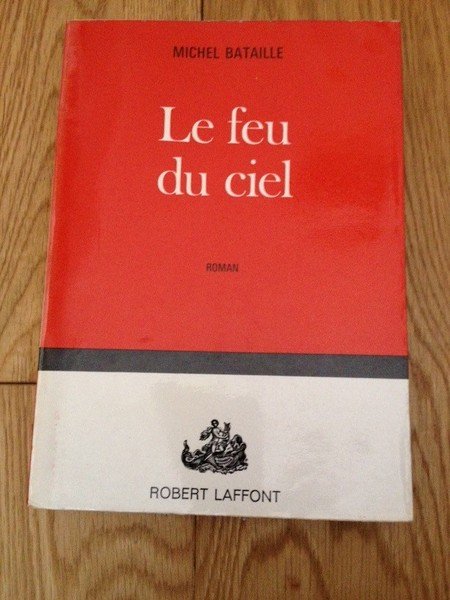 MICHEL BATAILLE
Le feu
du ciel
ROMAN
ROBERT LAFFONT